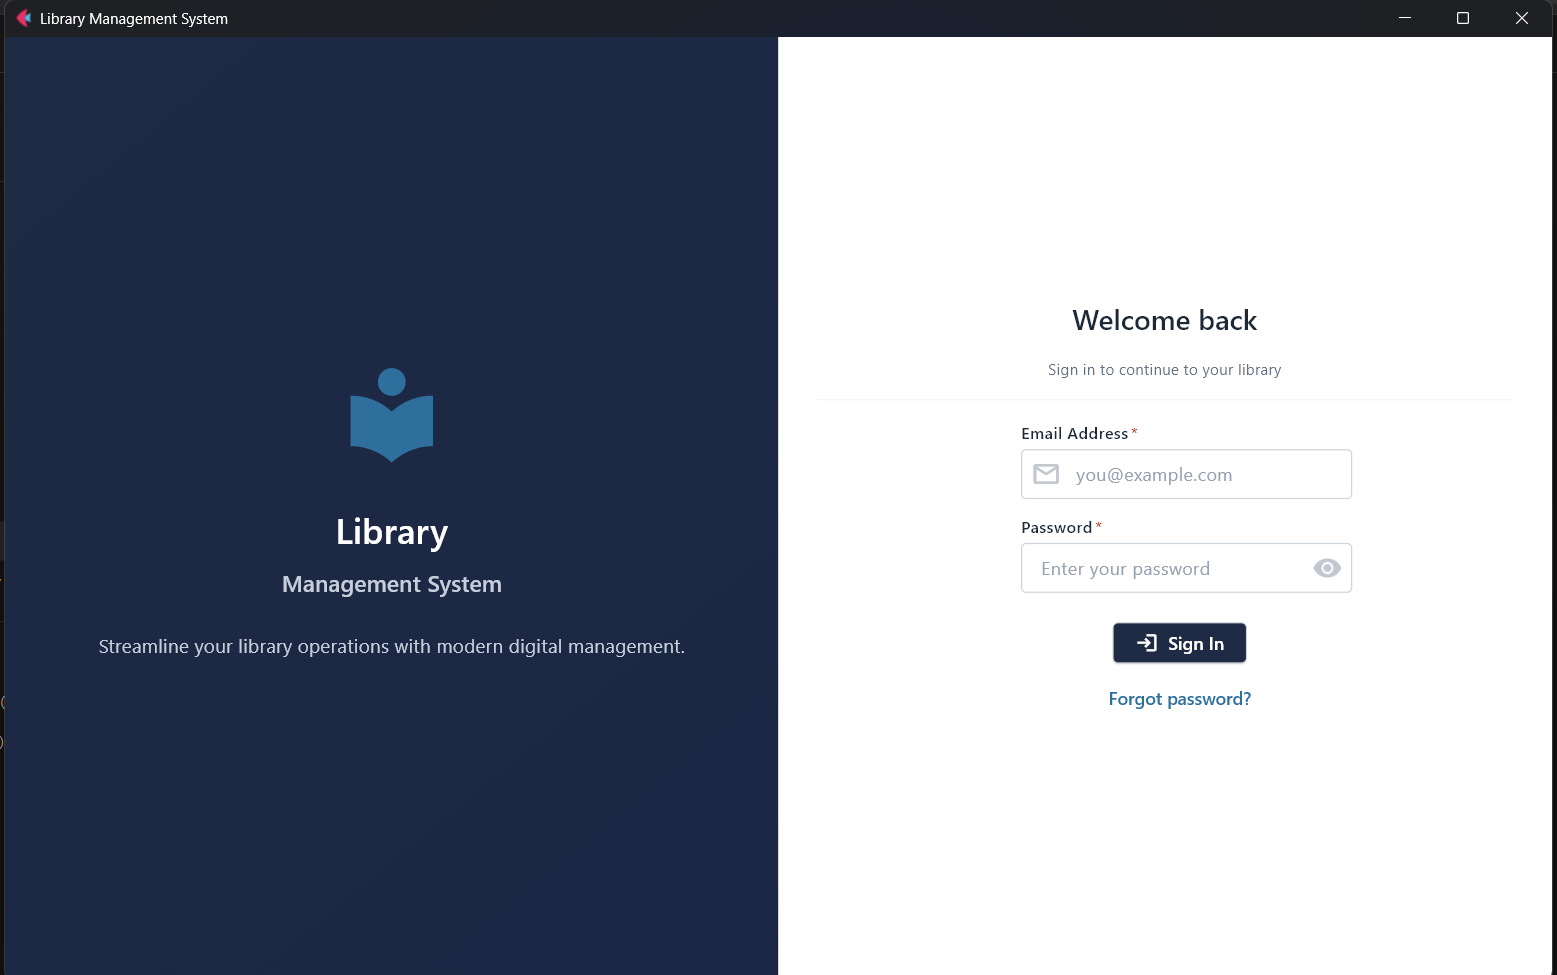 Library Management System
Library
Management System
Streamline your library operations with modern digital management.
Welcome back
Sign in to continue to your library
Email Address*
you@example.com
Password*
Enter your password
Sign In
Forgot password?